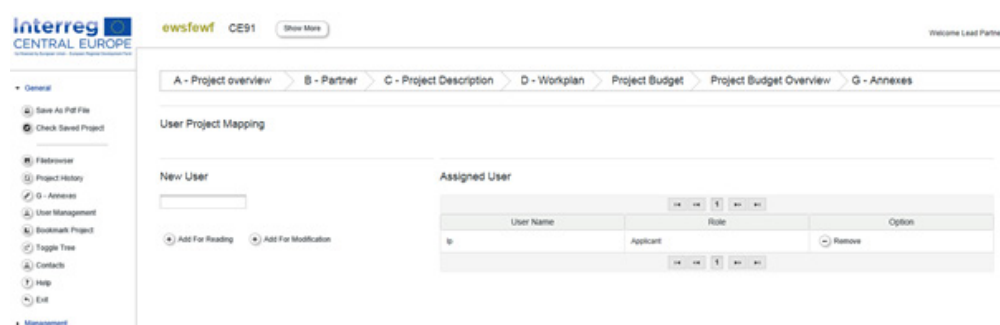 Interreg
CENTRAL EUROPE
ewsfewf CE91 Show More
Welcome Lead Partne
A - Project overview B - Partner C - Project Description D - Workplan Project Budget Project Budget Overview G - Annexes
General
Save As Pdf File
Check Saved Project
Filebrowser
Project History
G - Annexes
User Management
Bookmark Project
Toggle Tree
Contacts
Help
Exit
Management
User Project Mapping
New User
Add For Reading Add For Modification
Assigned User
1
User Name Role Option
lp Applicant Remove
1